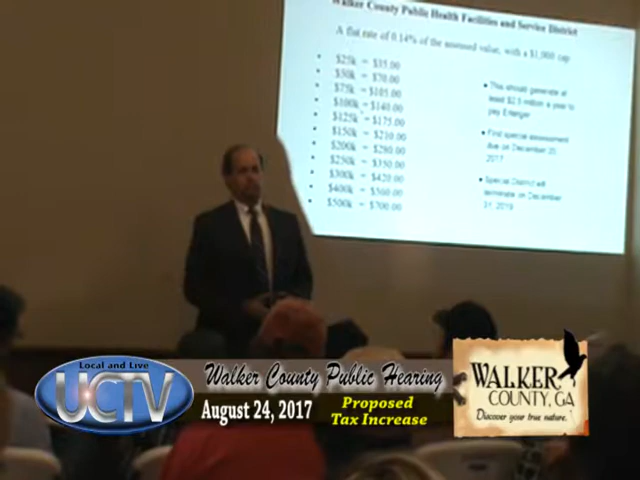 Walker County Public Health Facilities and Service District
A flat rate of 0.14% of the assessed value, with a $1,000 cap
• $25k = $35.00
• $50k = $70.00
• $75k = $105.00
• $100k = $140.00
• $125k = $175.00
• $150k = $210.00
• $200k = $280.00
• $250k = $350.00
• $300k = $420.00
• $400k = $560.00
• $500k = $700.00
• This should generate at
least $2.5 million a year to
pay Erlanger
• First special assessment
due on December 20,
2017
• Special District will
terminate on December
31, 2019
Local and Live
UCTV
Walker County Public Hearing
August 24, 2017
Proposed
Tax Increase
WALKER
COUNTY, GA
Discover your true nature.